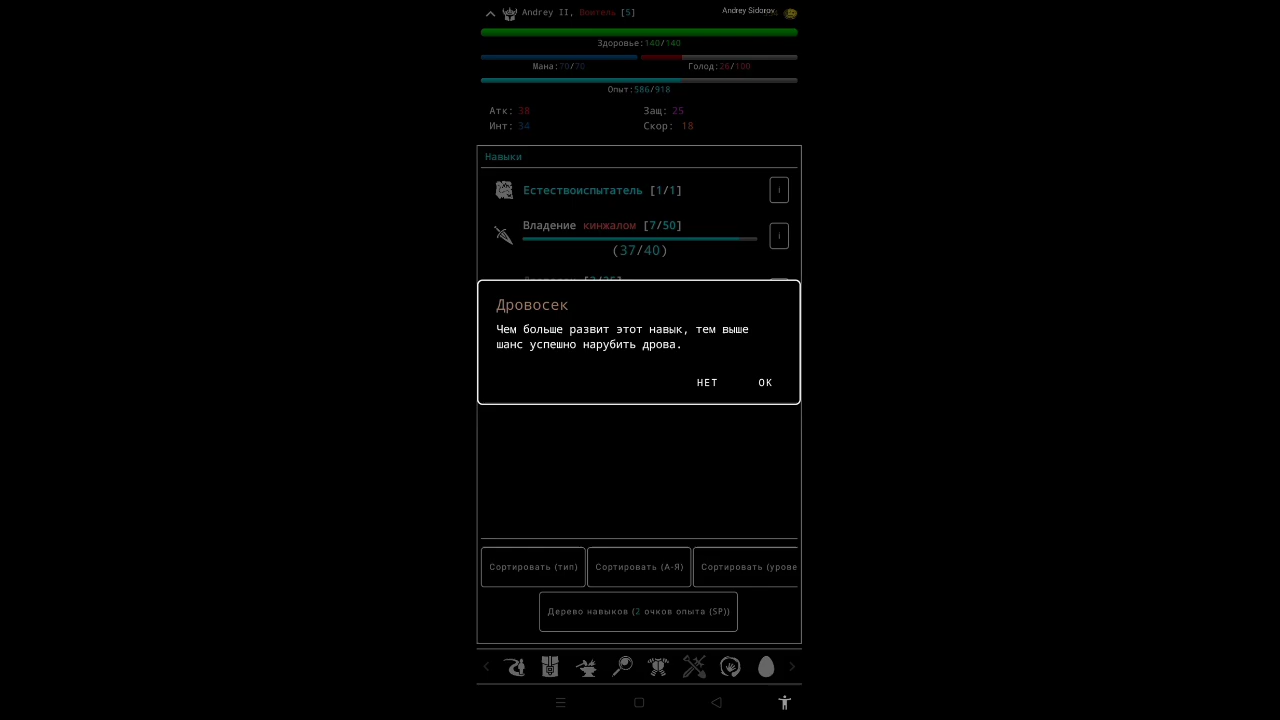 Andrey II, Воитель [5]
Andrey Sidorov
Здоровье:140/140
Мана:70/70
Голод:26/100
Опыт:586/918
Атк: 38
Защ: 25
Инт: 34
Скор: 18
Навыки
Естествоиспытатель [1/1]
i
Владение кинжалом [7/50]
i
(37/40)
Дровосек
Чем больше развит этот навык, тем выше
шанс успешно нарубить дрова.
НЕТ
ОК
Сортировать (тип)
Сортировать (А-Я)
Сортировать (урове
Дерево навыков (2 очков опыта (SP))